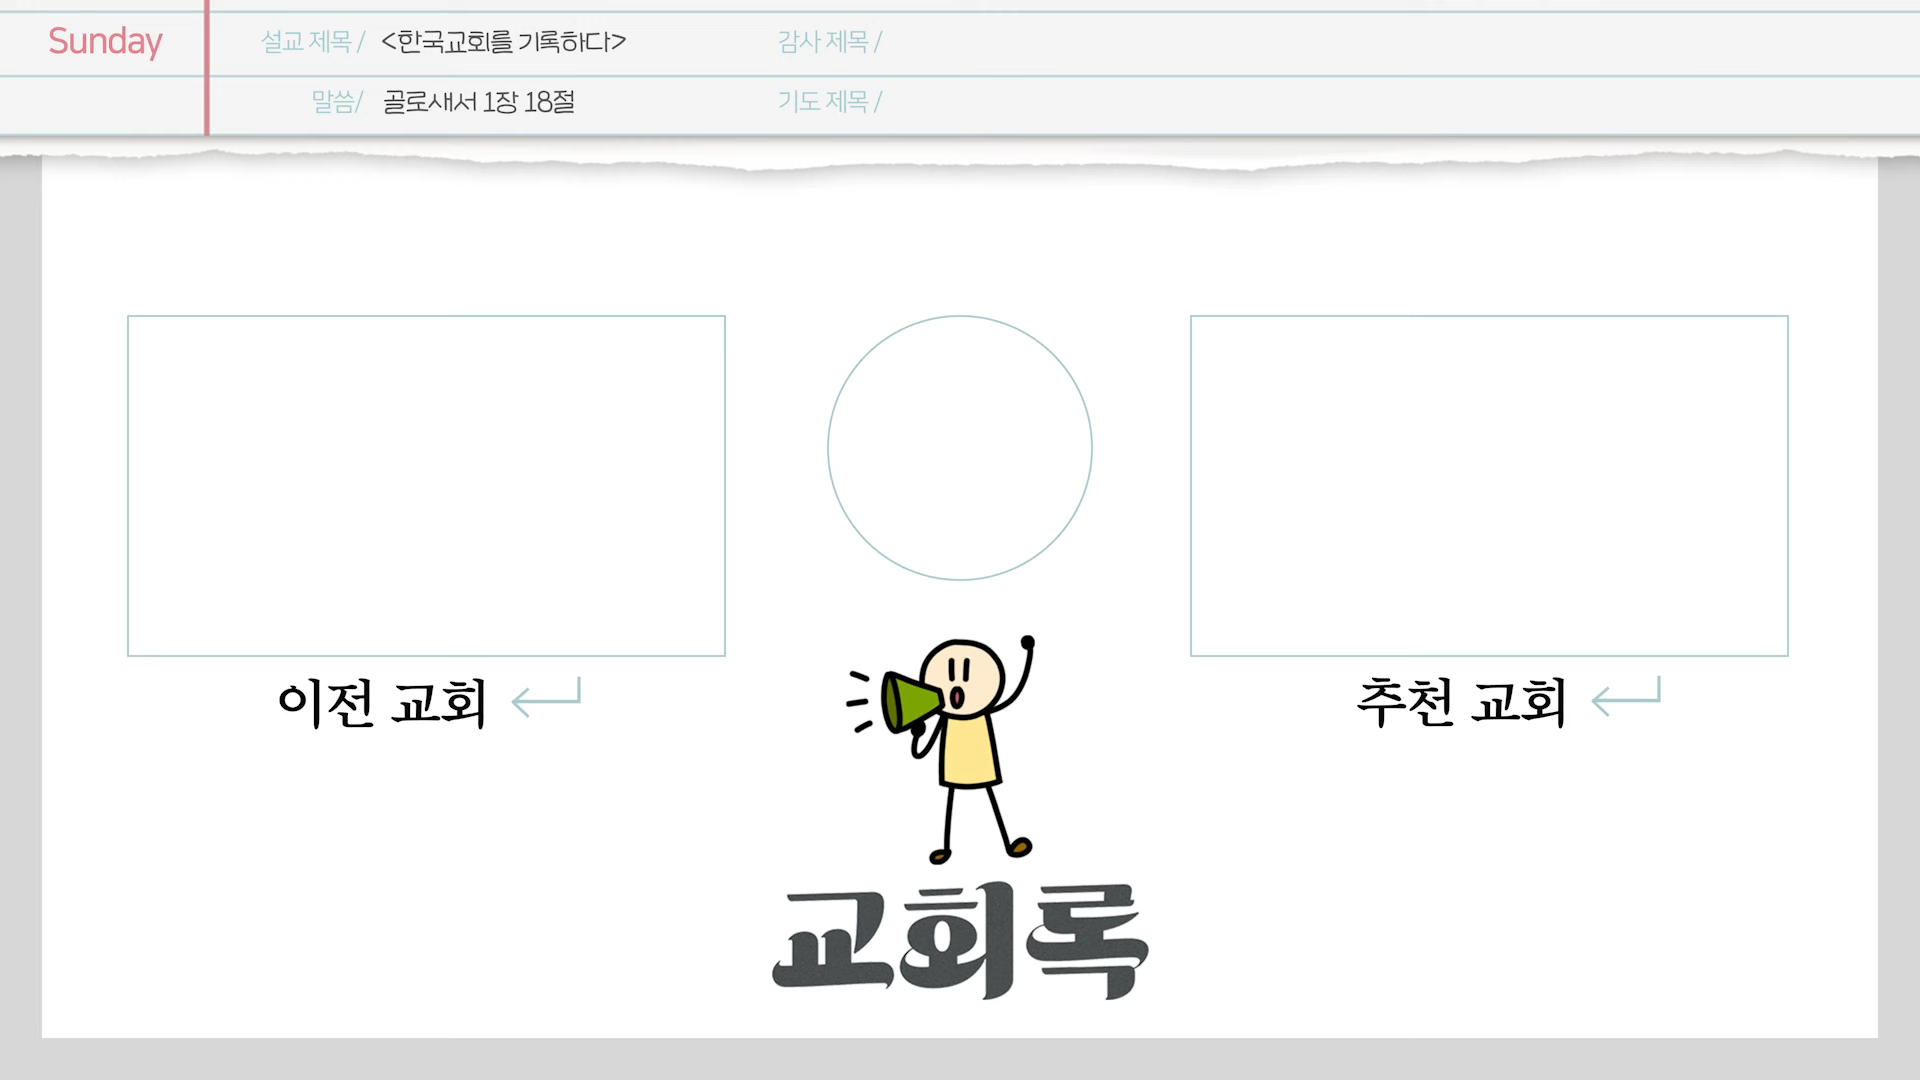 Sunday 설교 제목 / <한국교회를 기록하다> 감사 제목 /
말씀/ 골로새서 1장 18절 기도 제목 /
이전 교회
추천 교회
교회록